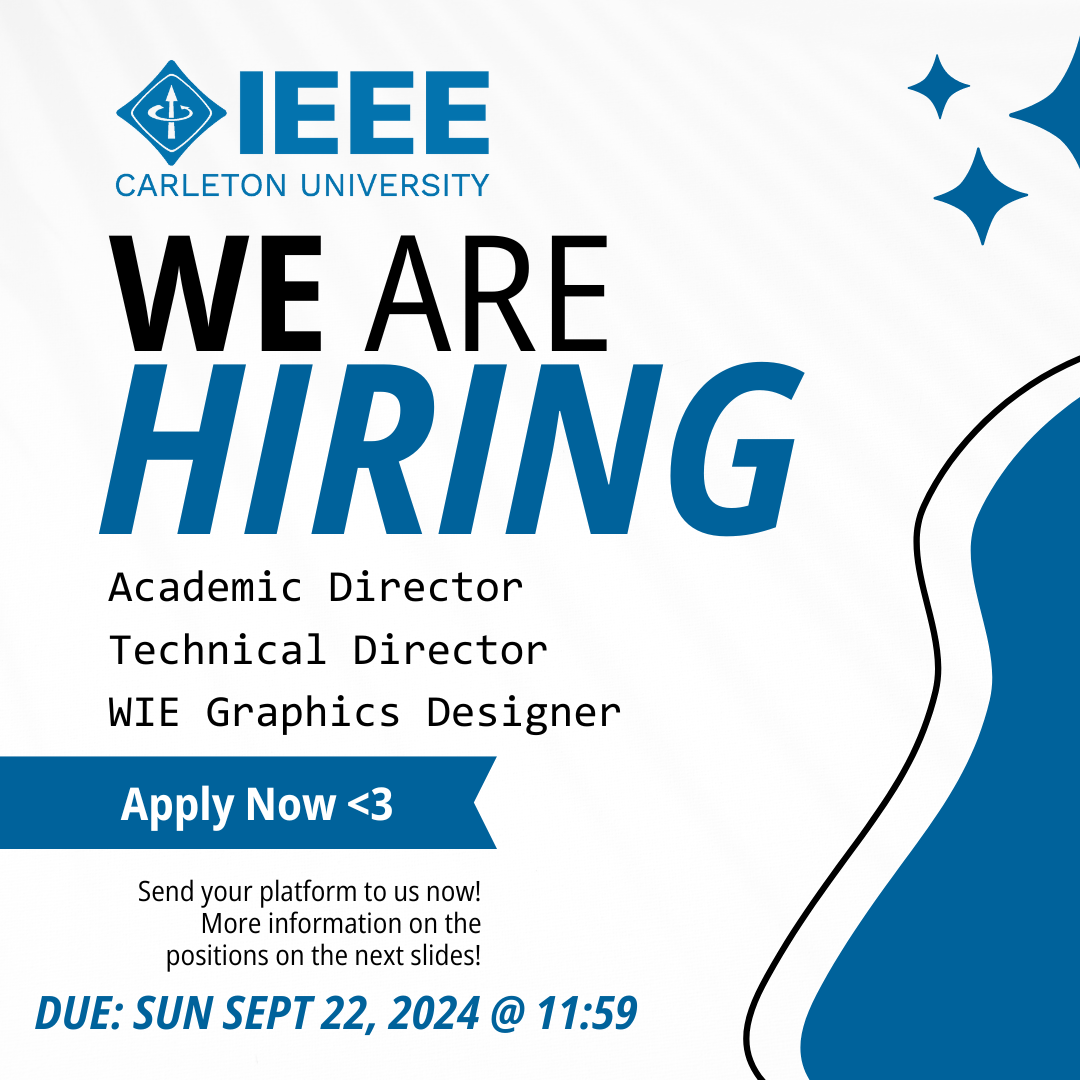 IEEE
CARLETON UNIVERSITY
WE ARE
HIRING
Academic Director
Technical Director
WIE Graphics Designer
Apply Now <3
Send your platform to us now!
More information on the
positions on the next slides!
DUE: SUN SEPT 22, 2024 @ 11:59